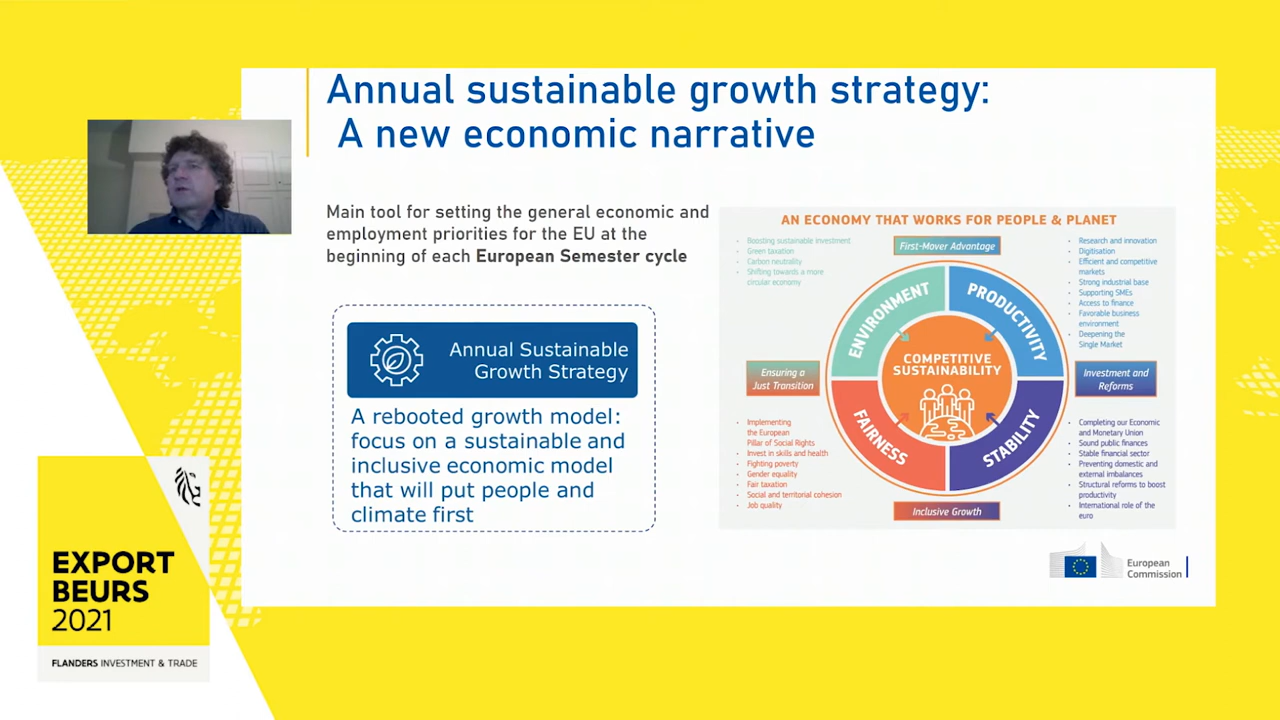 Annual sustainable growth strategy:
A new economic narrative
Main tool for setting the general economic and
employment priorities for the EU at the
beginning of each European Semester cycle
Annual Sustainable
Growth Strategy
A rebooted growth model:
focus on a sustainable and
inclusive economic model
that will put people and
climate first
AN ECONOMY THAT WORKS FOR PEOPLE & PLANET
• Boosting sustainable investment
• Green taxation
• Carbon neutrality
• Shifting towards a more
circular economy
First-Mover Advantage
• Research and innovation
• Digitisation
• Efficient and competitive
markets
• Strong industrial base
• Supporting SMEs
• Access to finance
• Favorable business
environment
• Deepening the
Single Market
ENVIRONMENT
PRODUCTIVITY
COMPETITIVE
SUSTAINABILITY
Ensuring a
Just Transition
Investment and
Reforms
FAIRNESS
STABILITY
• Implementing
the European
Pillar of Social Rights
• Invest in skills and health
• Fighting poverty
• Gender equality
• Fair taxation
• Social and territorial cohesion
• Job quality
• Completing our Economic
and Monetary Union
• Sound public finances
• Stable financial sector
• Preventing domestic and
external imbalances
• Structural reforms to boost
productivity
• International role of the
euro
Inclusive Growth
European
Commission
EXPORT
BEURS
2021
FLANDERS INVESTMENT & TRADE